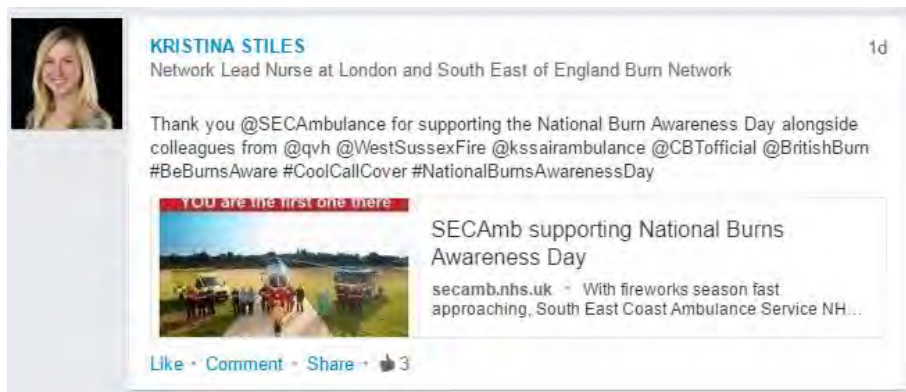 KRISTINA STILES
1d
Network Lead Nurse at London and South East of England Burn Network
Thank you @SECAmbulance for supporting the National Burn Awareness Day alongside
colleagues from @qvh @WestSussexFire @kssairambulance @CBTofficial @BritishBurn
#BeBurnsAware #CoolCallCover #NationalBurnsAwarenessDay
YOU are the first one there
SECAmb supporting National Burns
Awareness Day
secamb.nhs.uk · With fireworks season fast
approaching, South East Coast Ambulance Service NH...
Like · Comment · Share · 3